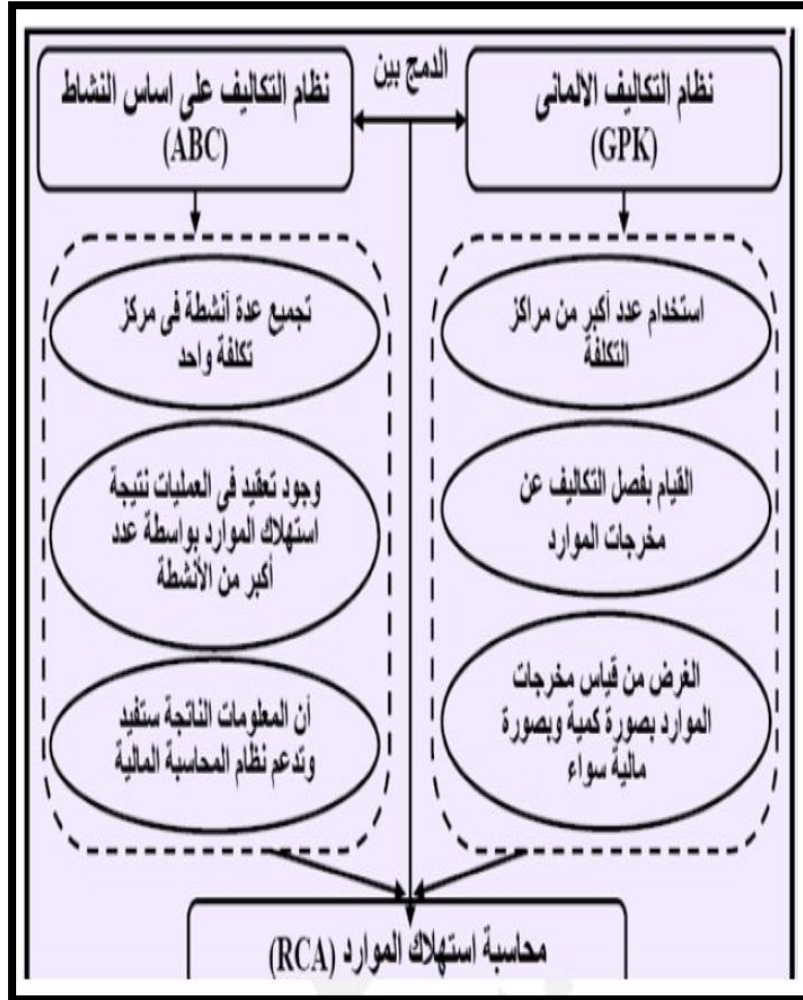 الدمج بين
نظام التكاليف الالمانى
(GPK)
استخدام عدد أكبر من مراكز
التكلفة
القيام بفصل التكاليف عن
مخرجات الموارد
الغرض من قياس مخرجات
الموارد بصورة كمية وبصورة
مالية سواء
نظام التكاليف على اساس النشاط
(ABC)
تجميع عدة أنشطة فى مركز
تكلفة واحد
وجود تعقيد فى العمليات نتيجة
استهلاك الموارد بواسطة عدد
أكبر من الأنشطة
أن المعلومات الناتجة ستفيد
وتدعم نظام المحاسبة المالية
محاسبة استهلاك الموارد (RCA)